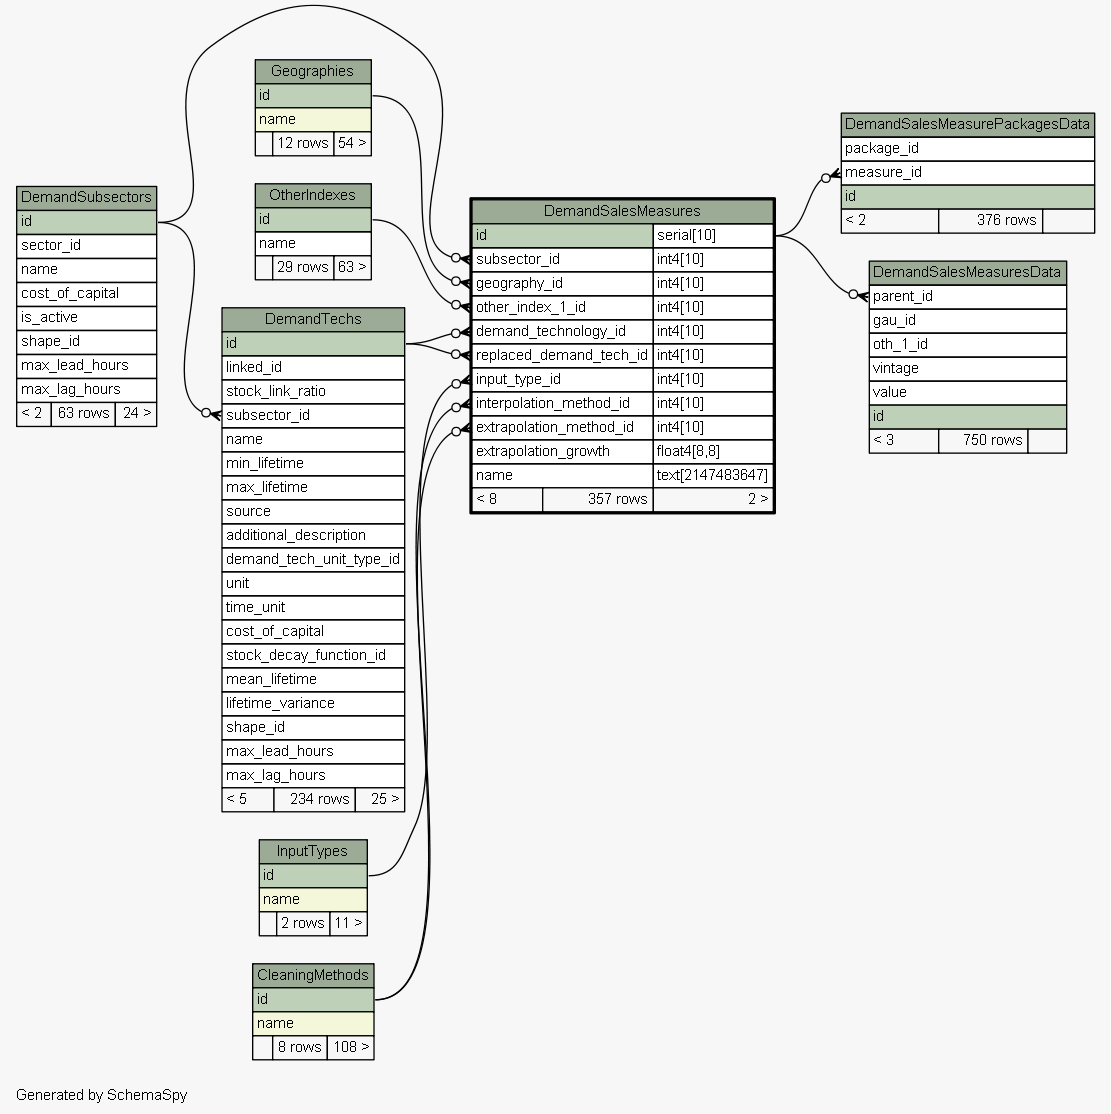 Geographies
id
name
12 rows 54 >
OtherIndexes
id
name
29 rows 63 >
DemandSubsectors
id
sector_id
name
cost_of_capital
is_active
shape_id
max_lead_hours
max_lag_hours
< 2 63 rows 24 >
DemandTechs
id
linked_id
stock_link_ratio
subsector_id
name
min_lifetime
max_lifetime
source
additional_description
demand_tech_unit_type_id
unit
time_unit
cost_of_capital
stock_decay_function_id
mean_lifetime
lifetime_variance
shape_id
max_lead_hours
max_lag_hours
< 5 234 rows 25 >
InputTypes
id
name
2 rows 11 >
CleaningMethods
id
name
8 rows 108 >
DemandSalesMeasures
id serial[10]
subsector_id int4[10]
geography_id int4[10]
other_index_1_id int4[10]
demand_technology_id int4[10]
replaced_demand_tech_id int4[10]
input_type_id int4[10]
interpolation_method_id int4[10]
extrapolation_method_id int4[10]
extrapolation_growth float4[8,8]
name text[2147483647]
< 8 357 rows 2 >
DemandSalesMeasurePackagesData
package_id
measure_id
id
< 2 376 rows
DemandSalesMeasuresData
parent_id
gau_id
oth_1_id
vintage
value
id
< 3 750 rows
Generated by SchemaSpy